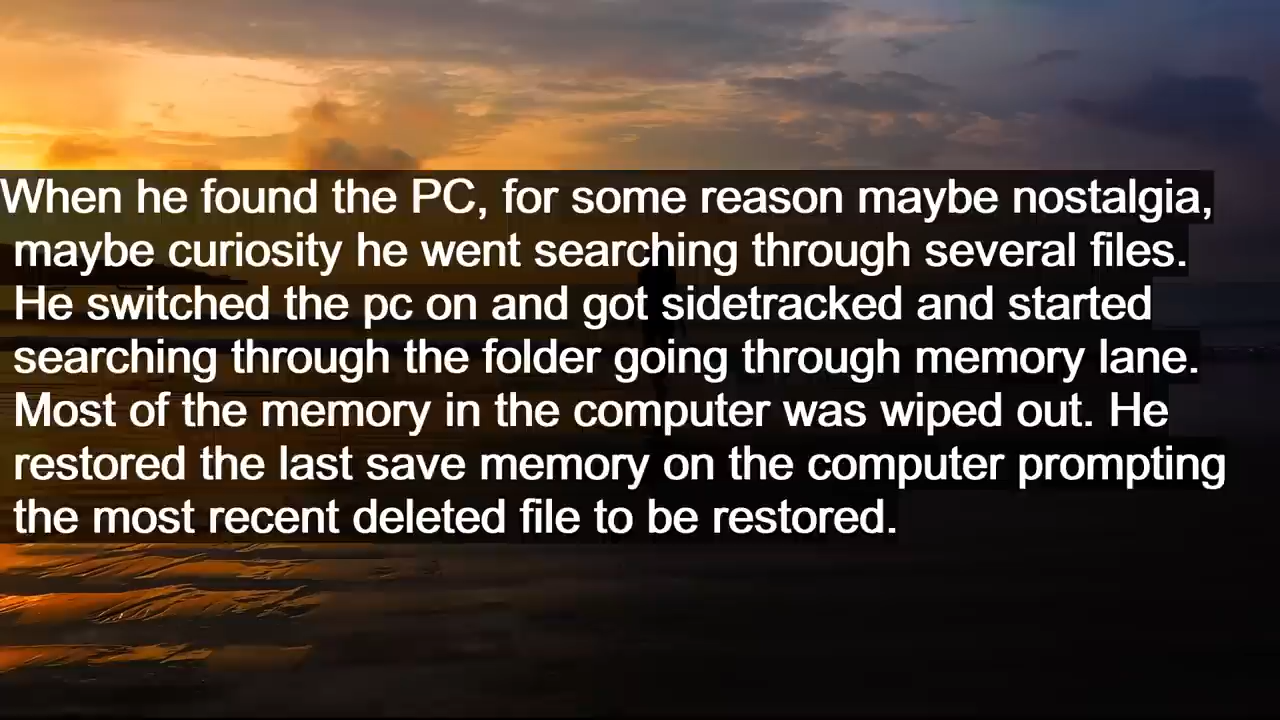 When he found the PC, for some reason maybe nostalgia,
maybe curiosity he went searching through several files.
He switched the pc on and got sidetracked and started
searching through the folder going through memory lane.
Most of the memory in the computer was wiped out. He
restored the last save memory on the computer prompting
the most recent deleted file to be restored.